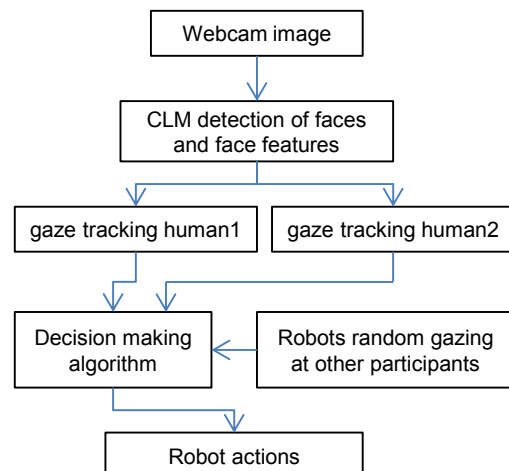 Webcam image
CLM detection of faces
and face features
gaze tracking human1
gaze tracking human2
Decision making
algorithm
Robots random gazing
at other participants
Robot actions